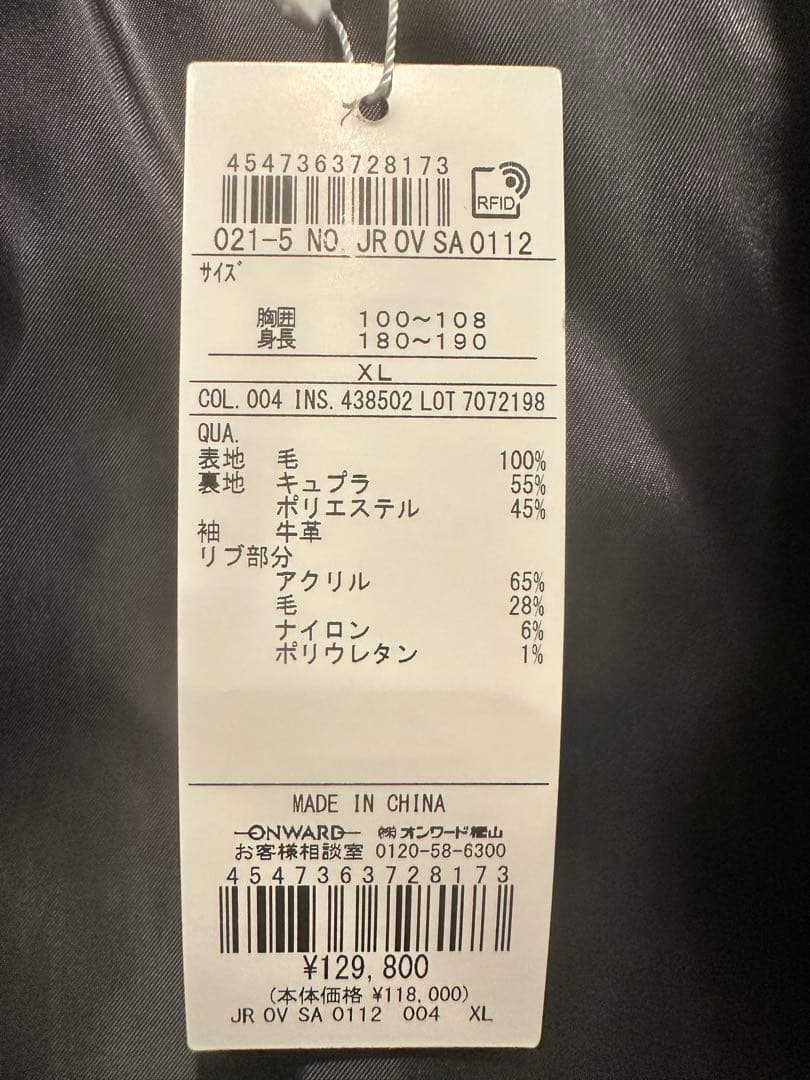 4547363728173
RFID
021-5 NO. JR OV SA 0112
サイズ
胸囲 100~108
身長 180~190
XL
COL. 004 INS. 438502 LOT 7072198
QUA.
表地 毛 100%
裏地 キュプラ 55%
ポリエステル 45%
袖 牛革
リブ部分
アクリル 65%
毛 28%
ナイロン 6%
ポリウレタン 1%
MADE IN CHINA
ONWARD ㈱オンワード樫山
お客様相談室 0120-58-6300
4547363728173
¥129,800
(本体価格 ¥118,000)
JR OV SA 0112 004 XL